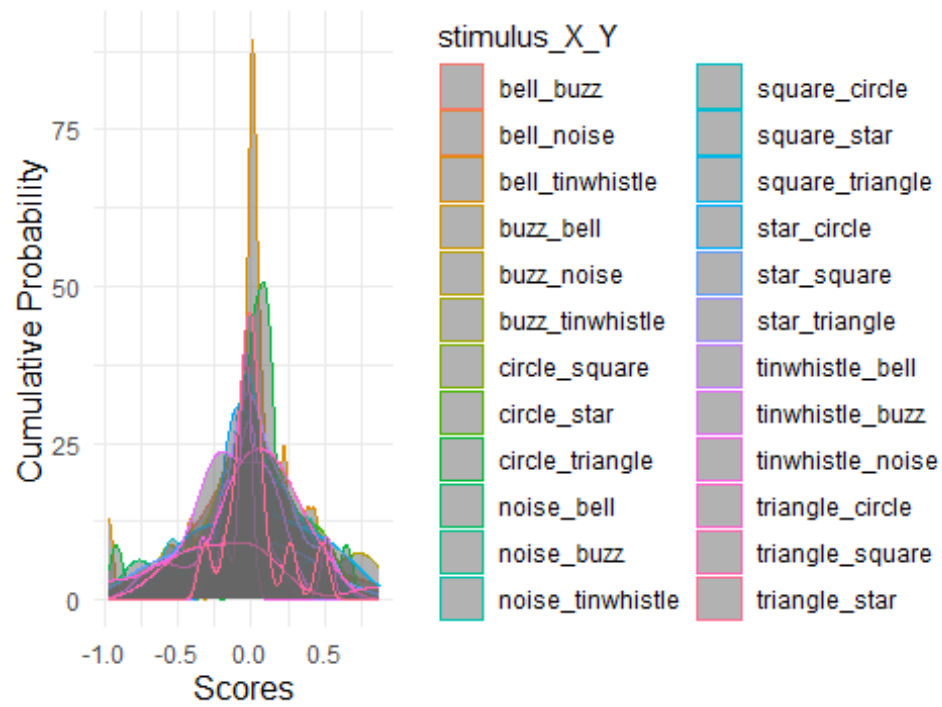 stimulus_X_Y
bell_buzz
bell_noise
bell_tinwhistle
buzz_bell
buzz_noise
buzz_tinwhistle
circle_square
circle_star
circle_triangle
noise_bell
noise_buzz
noise_tinwhistle
square_circle
square_star
square_triangle
star_circle
star_square
star_triangle
tinwhistle_bell
tinwhistle_buzz
tinwhistle_noise
triangle_circle
triangle_square
triangle_star
Cumulative Probability
75
50
25
0
-1.0 -0.5 0.0 0.5
Scores